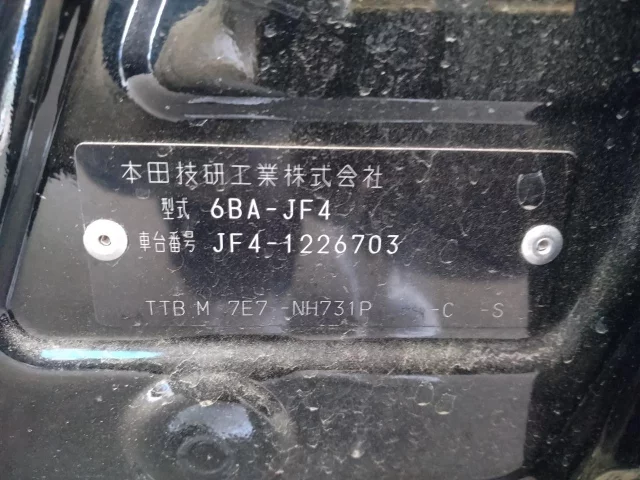 本田技研工業株式会社
型式 6BA-JF4
車台番号 JF4-1226703
TTB M 7E7 -NH731P -C -S